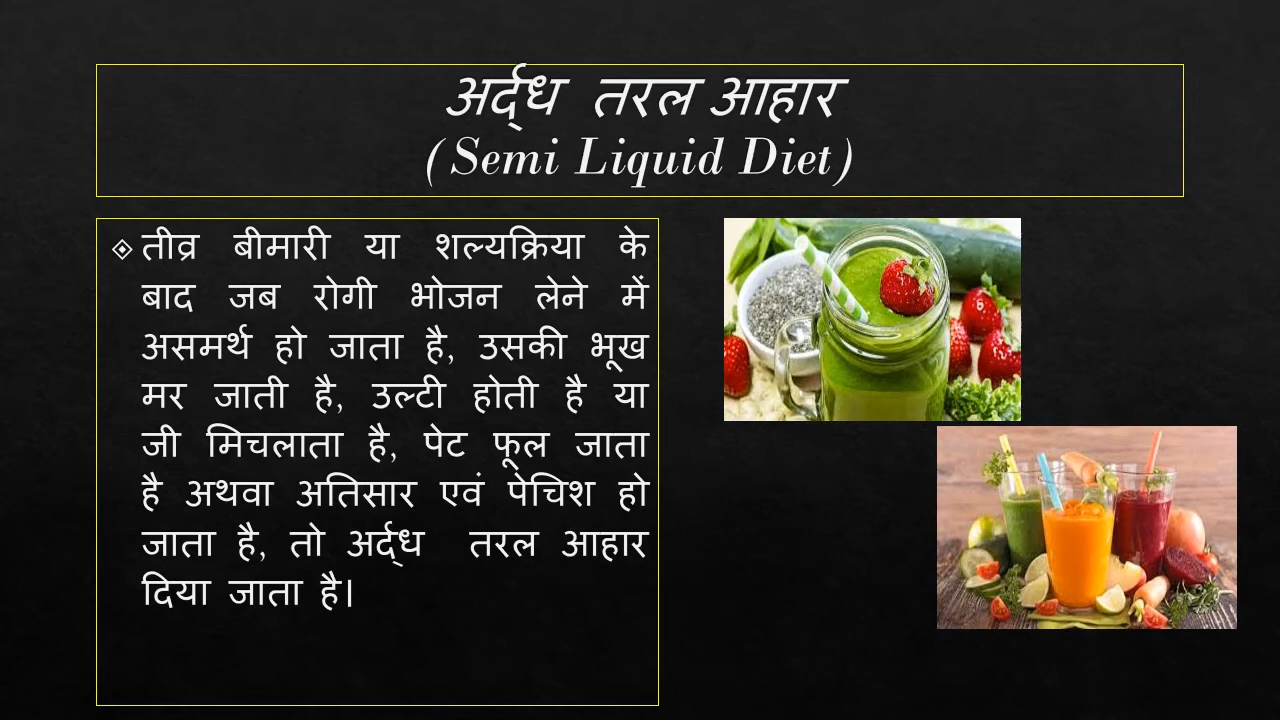 अर्द्ध तरल आहार
(Semi Liquid Diet)
तीव्र बीमारी या शल्यक्रिया के
बाद जब रोगी भोजन लेने में
असमर्थ हो जाता है, उसकी भूख
मर जाती है, उल्टी होती है या
जी मिचलाता है, पेट फूल जाता
है अथवा अतिसार एवं पेचिश हो
जाता है, तो अर्द्ध तरल आहार
दिया जाता है।